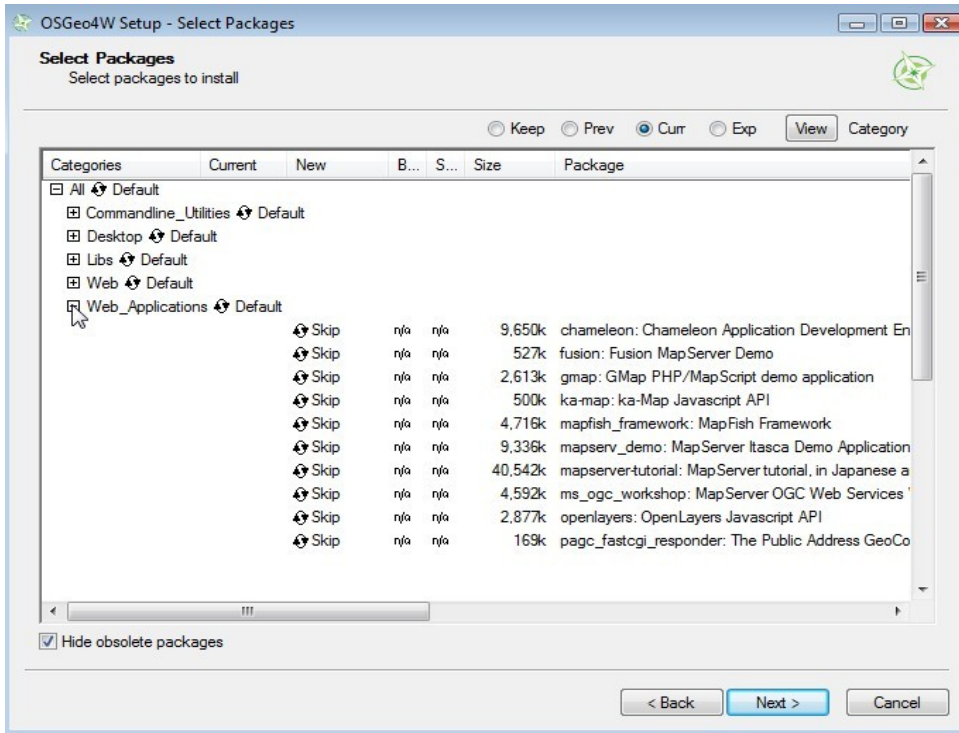 OSGeo4W Setup - Select Packages
Select Packages
Select packages to install
Keep Prev Curr Exp View Category
Categories Current New B... S... Size Package
All Default
Commandline_Utilities Default
Desktop Default
Libs Default
Web Default
Web_Applications Default
Skip n/a n/a 9,650k chameleon: Chameleon Application Development En
Skip n/a n/a 527k fusion: Fusion MapServer Demo
Skip n/a n/a 2,613k gmap: GMap PHP/MapScript demo application
Skip n/a n/a 500k ka-map: ka-Map Javascript API
Skip n/a n/a 4,716k mapfish_framework: MapFish Framework
Skip n/a n/a 9,336k mapserv_demo: MapServer Itasca Demo Application
Skip n/a n/a 40,542k mapserver-tutorial: MapServer tutorial, in Japanese a
Skip n/a n/a 4,592k ms_ogc_workshop: MapServer OGC Web Services
Skip n/a n/a 2,877k openlayers: OpenLayers Javascript API
Skip n/a n/a 169k pagc_fastcgi_responder: The Public Address GeoCo
Hide obsolete packages
< Back Next > Cancel